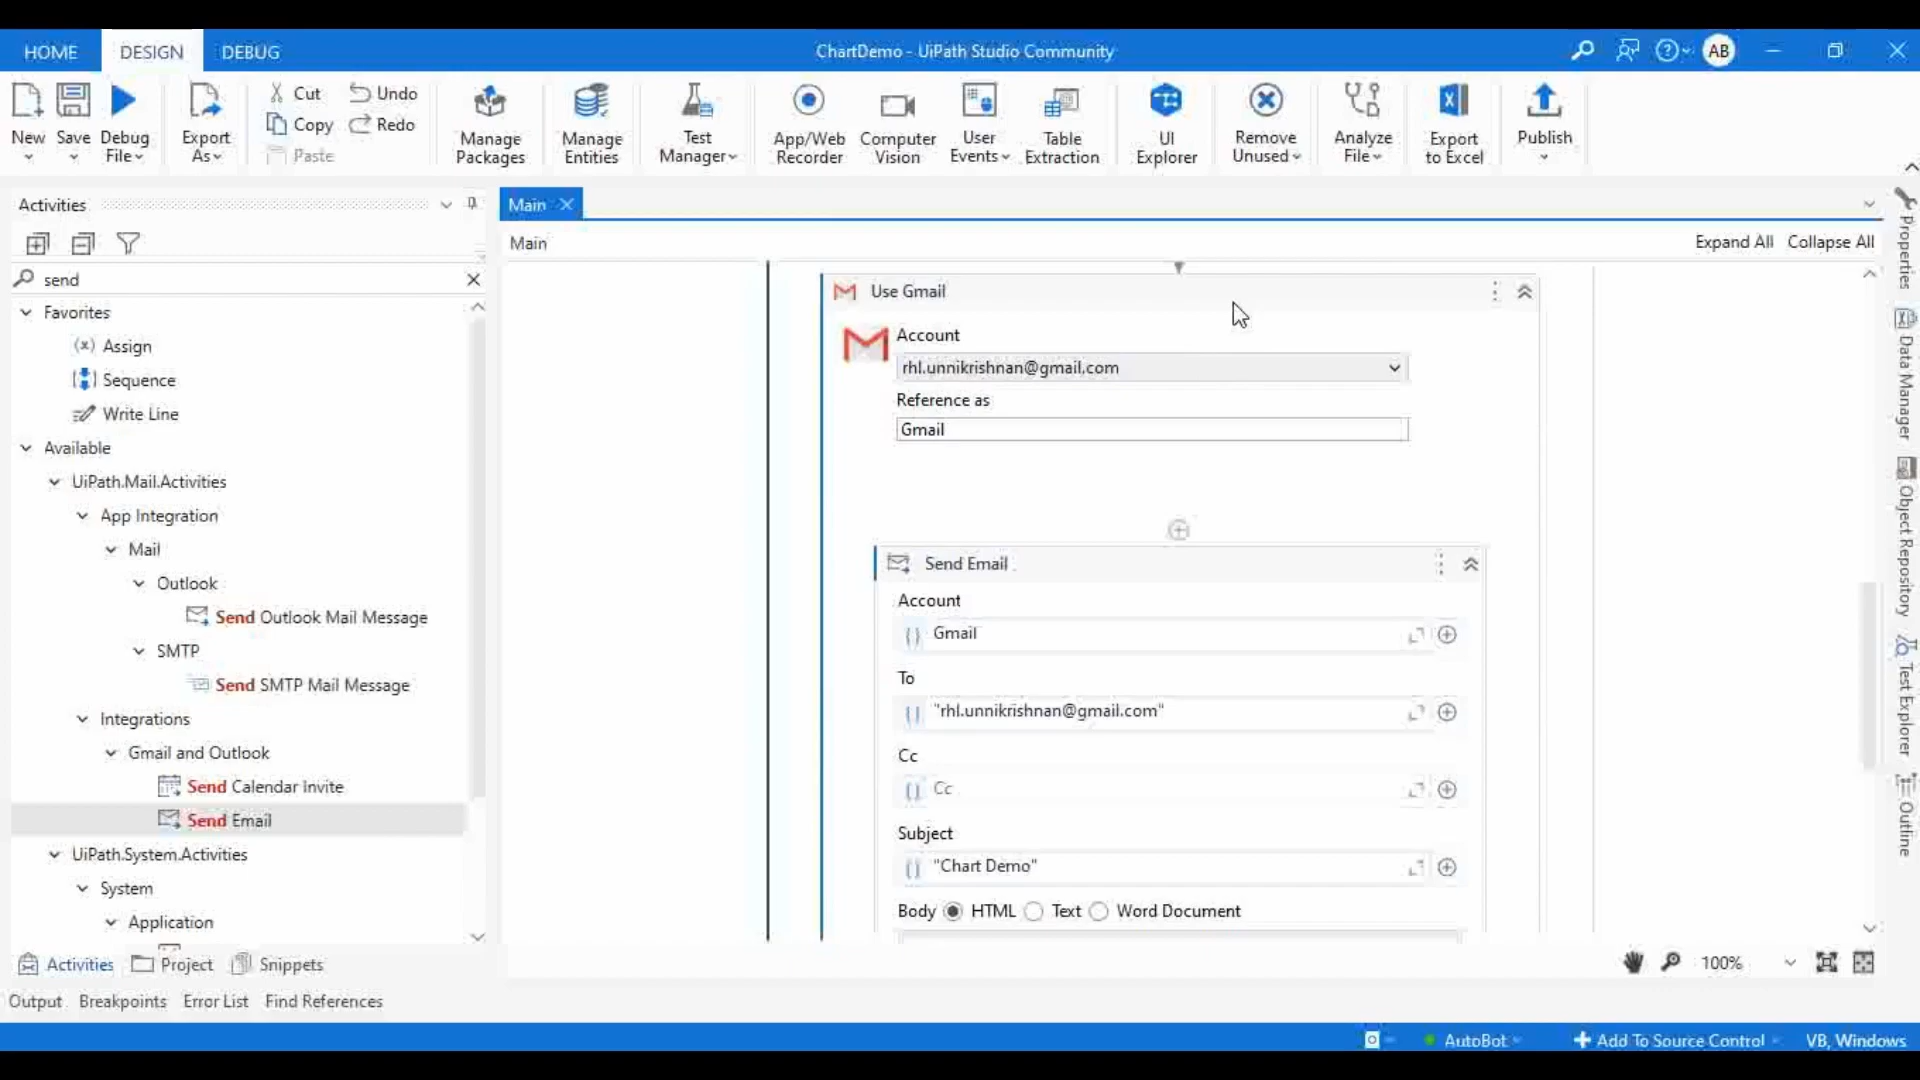 HOME DESIGN DEBUG ChartDemo - UiPath Studio Community AB
Cut Undo
Copy Redo
Paste
New Save Debug File Export As Manage Packages Manage Entities Test Manager App/Web Recorder Computer Vision User Events Table Extraction UI Explorer Remove Unused Analyze File Export to Excel Publish
Activities
send
Favorites
Assign
Sequence
Write Line
Available
UiPath.Mail.Activities
App Integration
Mail
Outlook
Send Outlook Mail Message
SMTP
Send SMTP Mail Message
Integrations
Gmail and Outlook
Send Calendar Invite
Send Email
UiPath.System.Activities
System
Application
Activities Project Snippets
Output Breakpoints Error List Find References
Main
Main Expand All Collapse All
Use Gmail
Account
rhl.unnikrishnan@gmail.com
Reference as
Gmail
Send Email
Account
Gmail
To
"rhl.unnikrishnan@gmail.com"
Cc
Cc
Subject
"Chart Demo"
Body HTML Text Word Document
100%
Properties
Data Manager
Object Repository
Test Explorer
Outline
AutoBot Add To Source Control VB, Windows